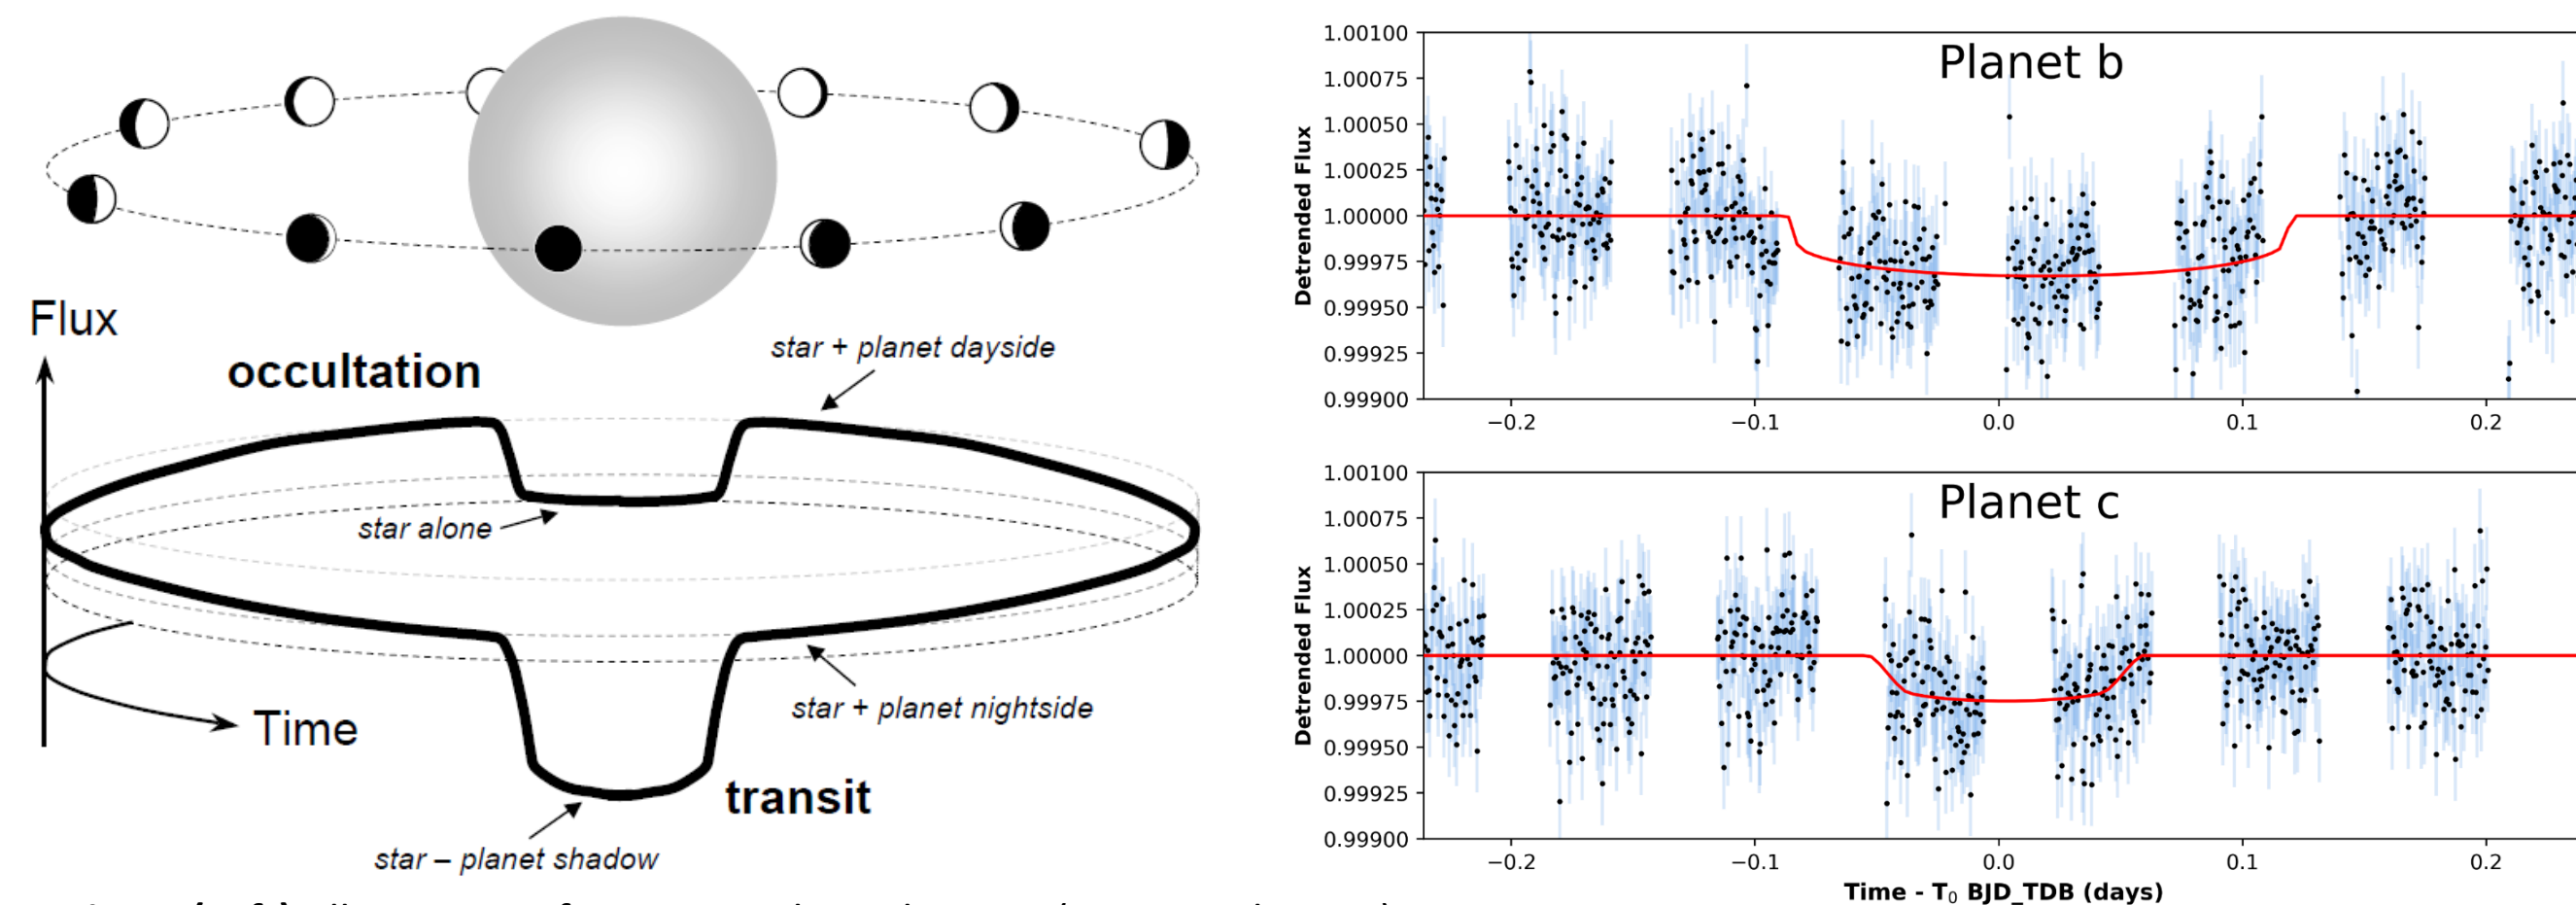 Flux
occultation
star + planet dayside
star alone
star + planet nightside
Time
transit
star – planet shadow
Planet b
Detrended Flux
1.00100
1.00075
1.00050
1.00025
1.00000
0.99975
0.99950
0.99925
0.99900
−0.2
−0.1
0.0
0.1
0.2
Planet c
Detrended Flux
1.00100
1.00075
1.00050
1.00025
1.00000
0.99975
0.99950
0.99925
0.99900
−0.2
−0.1
0.0
0.1
0.2
Time - T₀ BJD_TDB (days)